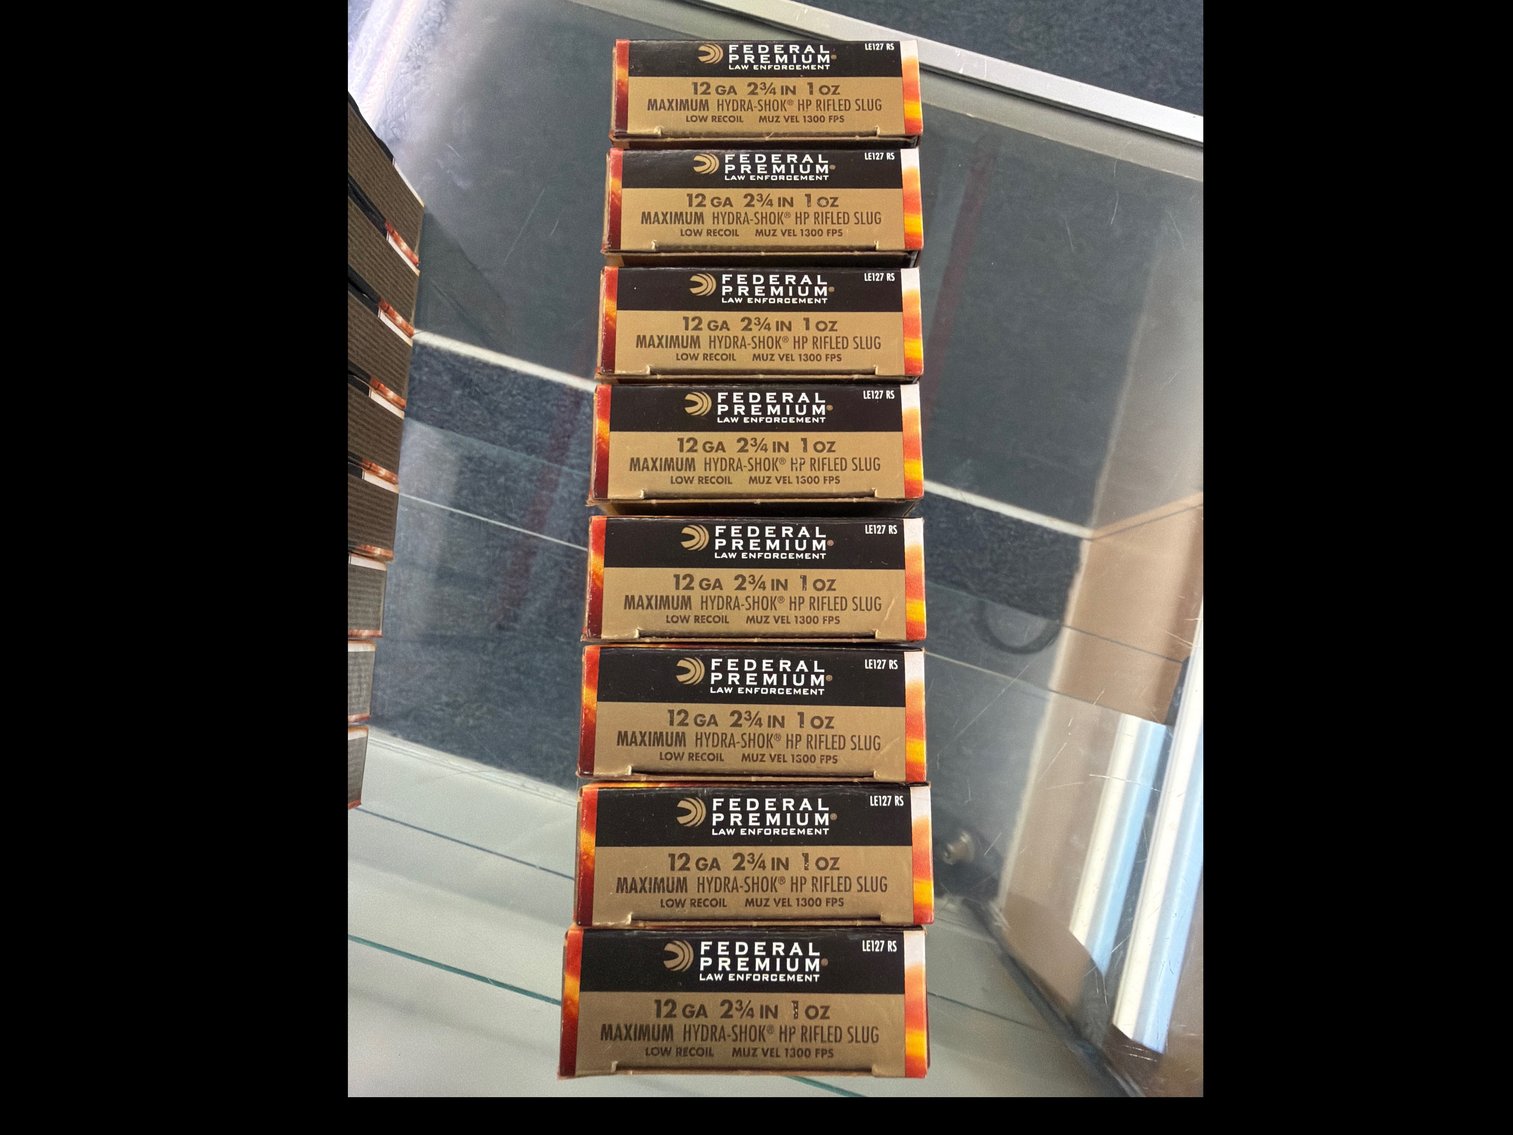 FEDERAL LE127 RS
PREMIUM®
LAW ENFORCEMENT
12 GA 2¾ IN 1 OZ
MAXIMUM HYDRA-SHOK® HP RIFLED SLUG
LOW RECOIL MUZ VEL 1300 FPS
FEDERAL LE127 RS
PREMIUM®
LAW ENFORCEMENT
12 GA 2¾ IN 1 OZ
MAXIMUM HYDRA-SHOK® HP RIFLED SLUG
LOW RECOIL MUZ VEL 1300 FPS
FEDERAL LE127 RS
PREMIUM®
LAW ENFORCEMENT
12 GA 2¾ IN 1 OZ
MAXIMUM HYDRA-SHOK® HP RIFLED SLUG
LOW RECOIL MUZ VEL 1300 FPS
FEDERAL LE127 RS
PREMIUM®
LAW ENFORCEMENT
12 GA 2¾ IN 1 OZ
MAXIMUM HYDRA-SHOK® HP RIFLED SLUG
LOW RECOIL MUZ VEL 1300 FPS
FEDERAL LE127 RS
PREMIUM®
LAW ENFORCEMENT
12 GA 2¾ IN 1 OZ
MAXIMUM HYDRA-SHOK® HP RIFLED SLUG
LOW RECOIL MUZ VEL 1300 FPS
FEDERAL LE127 RS
PREMIUM®
LAW ENFORCEMENT
12 GA 2¾ IN 1 OZ
MAXIMUM HYDRA-SHOK® HP RIFLED SLUG
LOW RECOIL MUZ VEL 1300 FPS
FEDERAL LE127 RS
PREMIUM®
LAW ENFORCEMENT
12 GA 2¾ IN 1 OZ
MAXIMUM HYDRA-SHOK® HP RIFLED SLUG
LOW RECOIL MUZ VEL 1300 FPS
FEDERAL LE127 RS
PREMIUM®
LAW ENFORCEMENT
12 GA 2¾ IN 1 OZ
MAXIMUM HYDRA-SHOK® HP RIFLED SLUG
LOW RECOIL MUZ VEL 1300 FPS